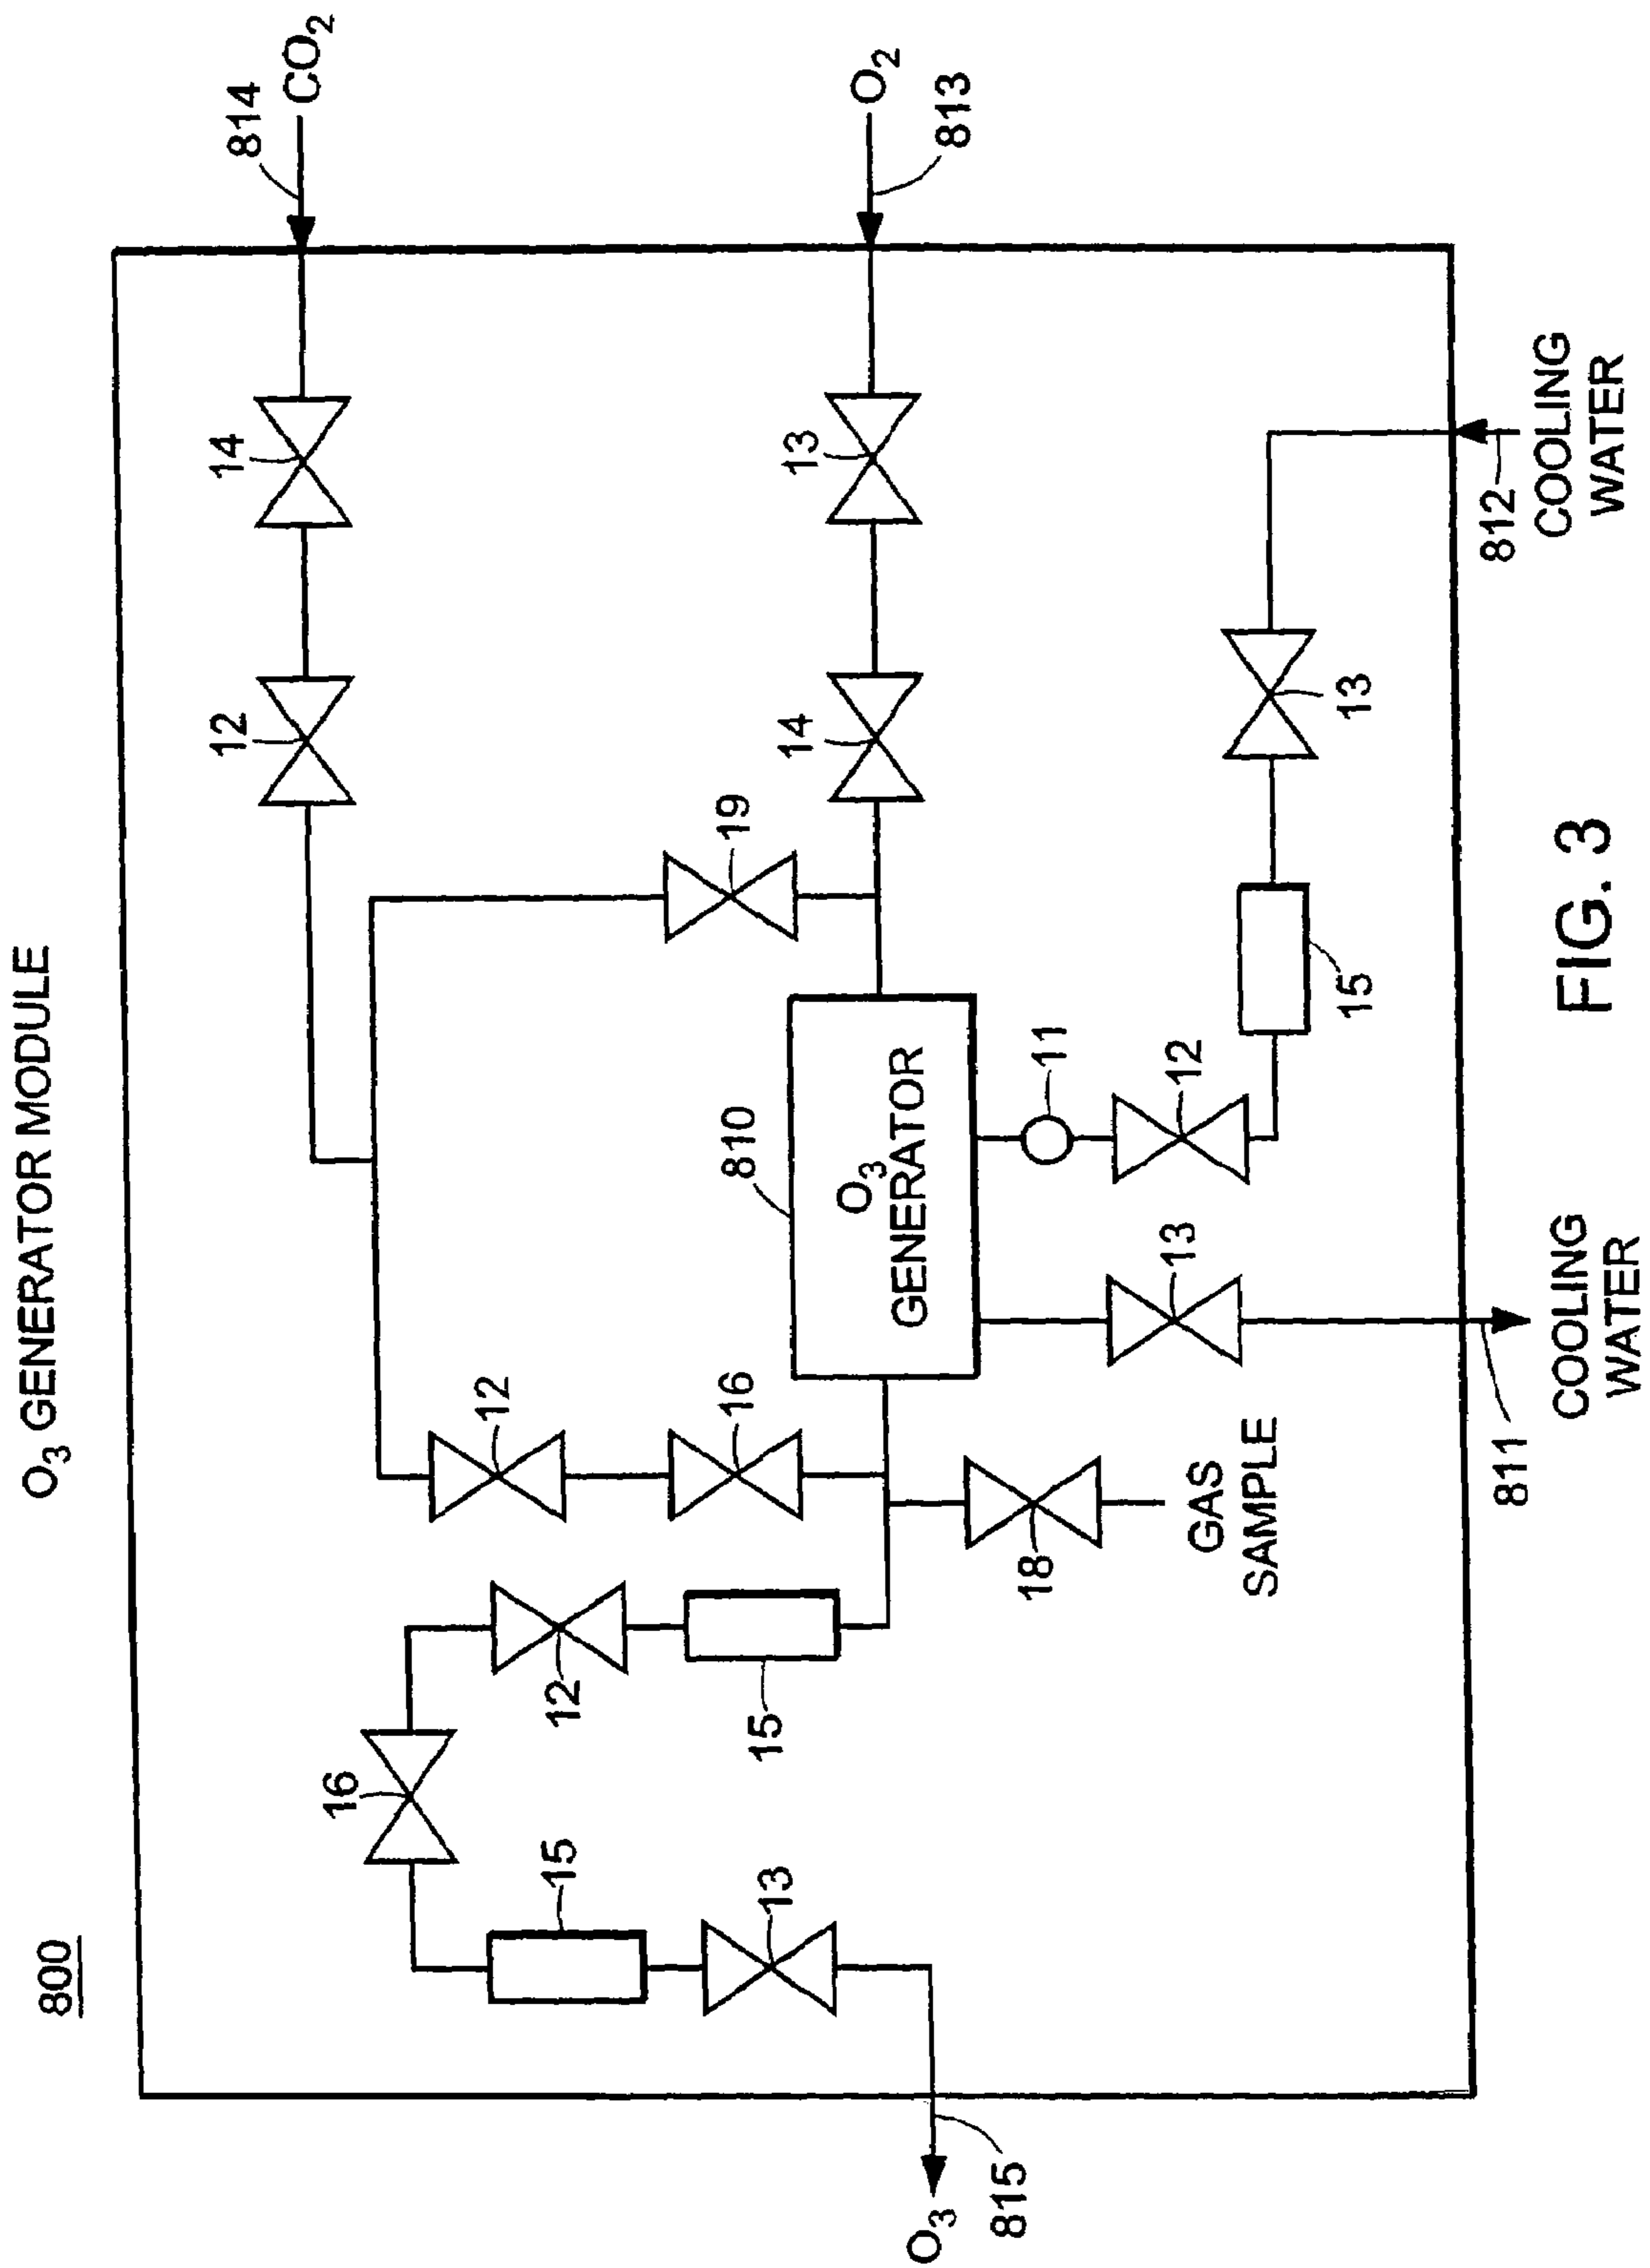 800
O₃ GENERATOR MODULE
814
CO₂
14
12
O₂
813
13
14
19
810
O₃
GENERATOR
11
12
15
13
812
COOLING
WATER
13
811
COOLING
WATER
12
16
18
GAS
SAMPLE
12
15
16
15
13
O₃
815
FIG. 3